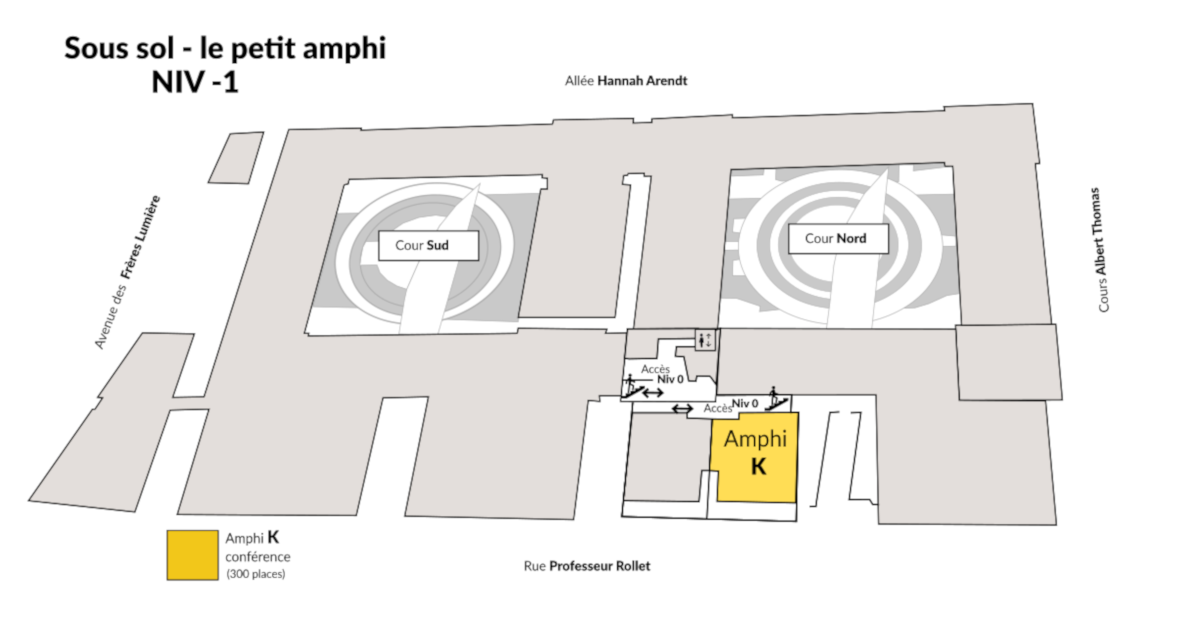 Sous sol - le petit amphi
NIV -1
Allée Hannah Arendt
Avenue des Frères Lumière
Cours Albert Thomas
Cour Sud
Cour Nord
Accès
Niv 0
Accès Niv 0
Amphi
K
Amphi K
conférence
(300 places)
Rue Professeur Rollet